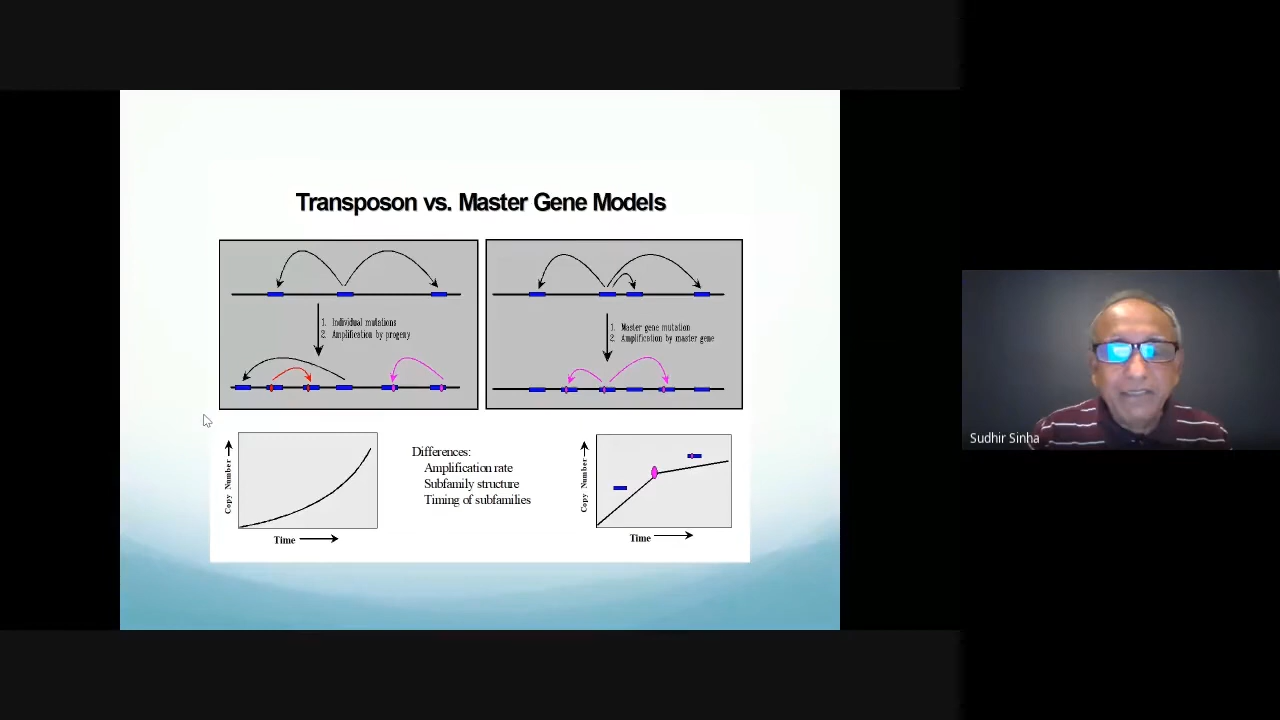 Transposon vs. Master Gene Models
1. Individual mutations
2. Amplification by progeny
1. Master gene mutation
2. Amplification by master gene
Copy Number
Time
Differences:
Amplification rate
Subfamily structure
Timing of subfamilies
Copy Number
Time
Sudhir Sinha